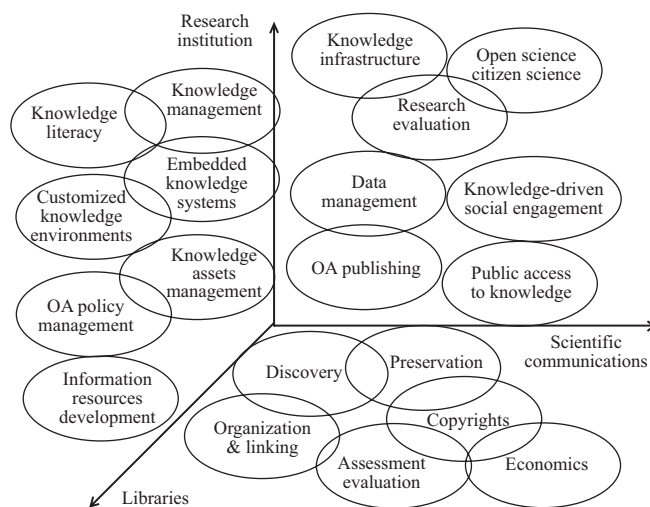 Research
institution
Knowledge
infrastructure
Open science
citizen science
Knowledge
management
Knowledge
literacy
Research
evaluation
Embedded
knowledge
systems
Data
management
Knowledge-driven
social engagement
Customized
knowledge
environments
Knowledge
assets
management
OA publishing
Public access
to knowledge
OA policy
management
Scientific
communications
Discovery
Preservation
Information
resources
development
Copyrights
Organization
& linking
Assessment
evaluation
Economics
Libraries